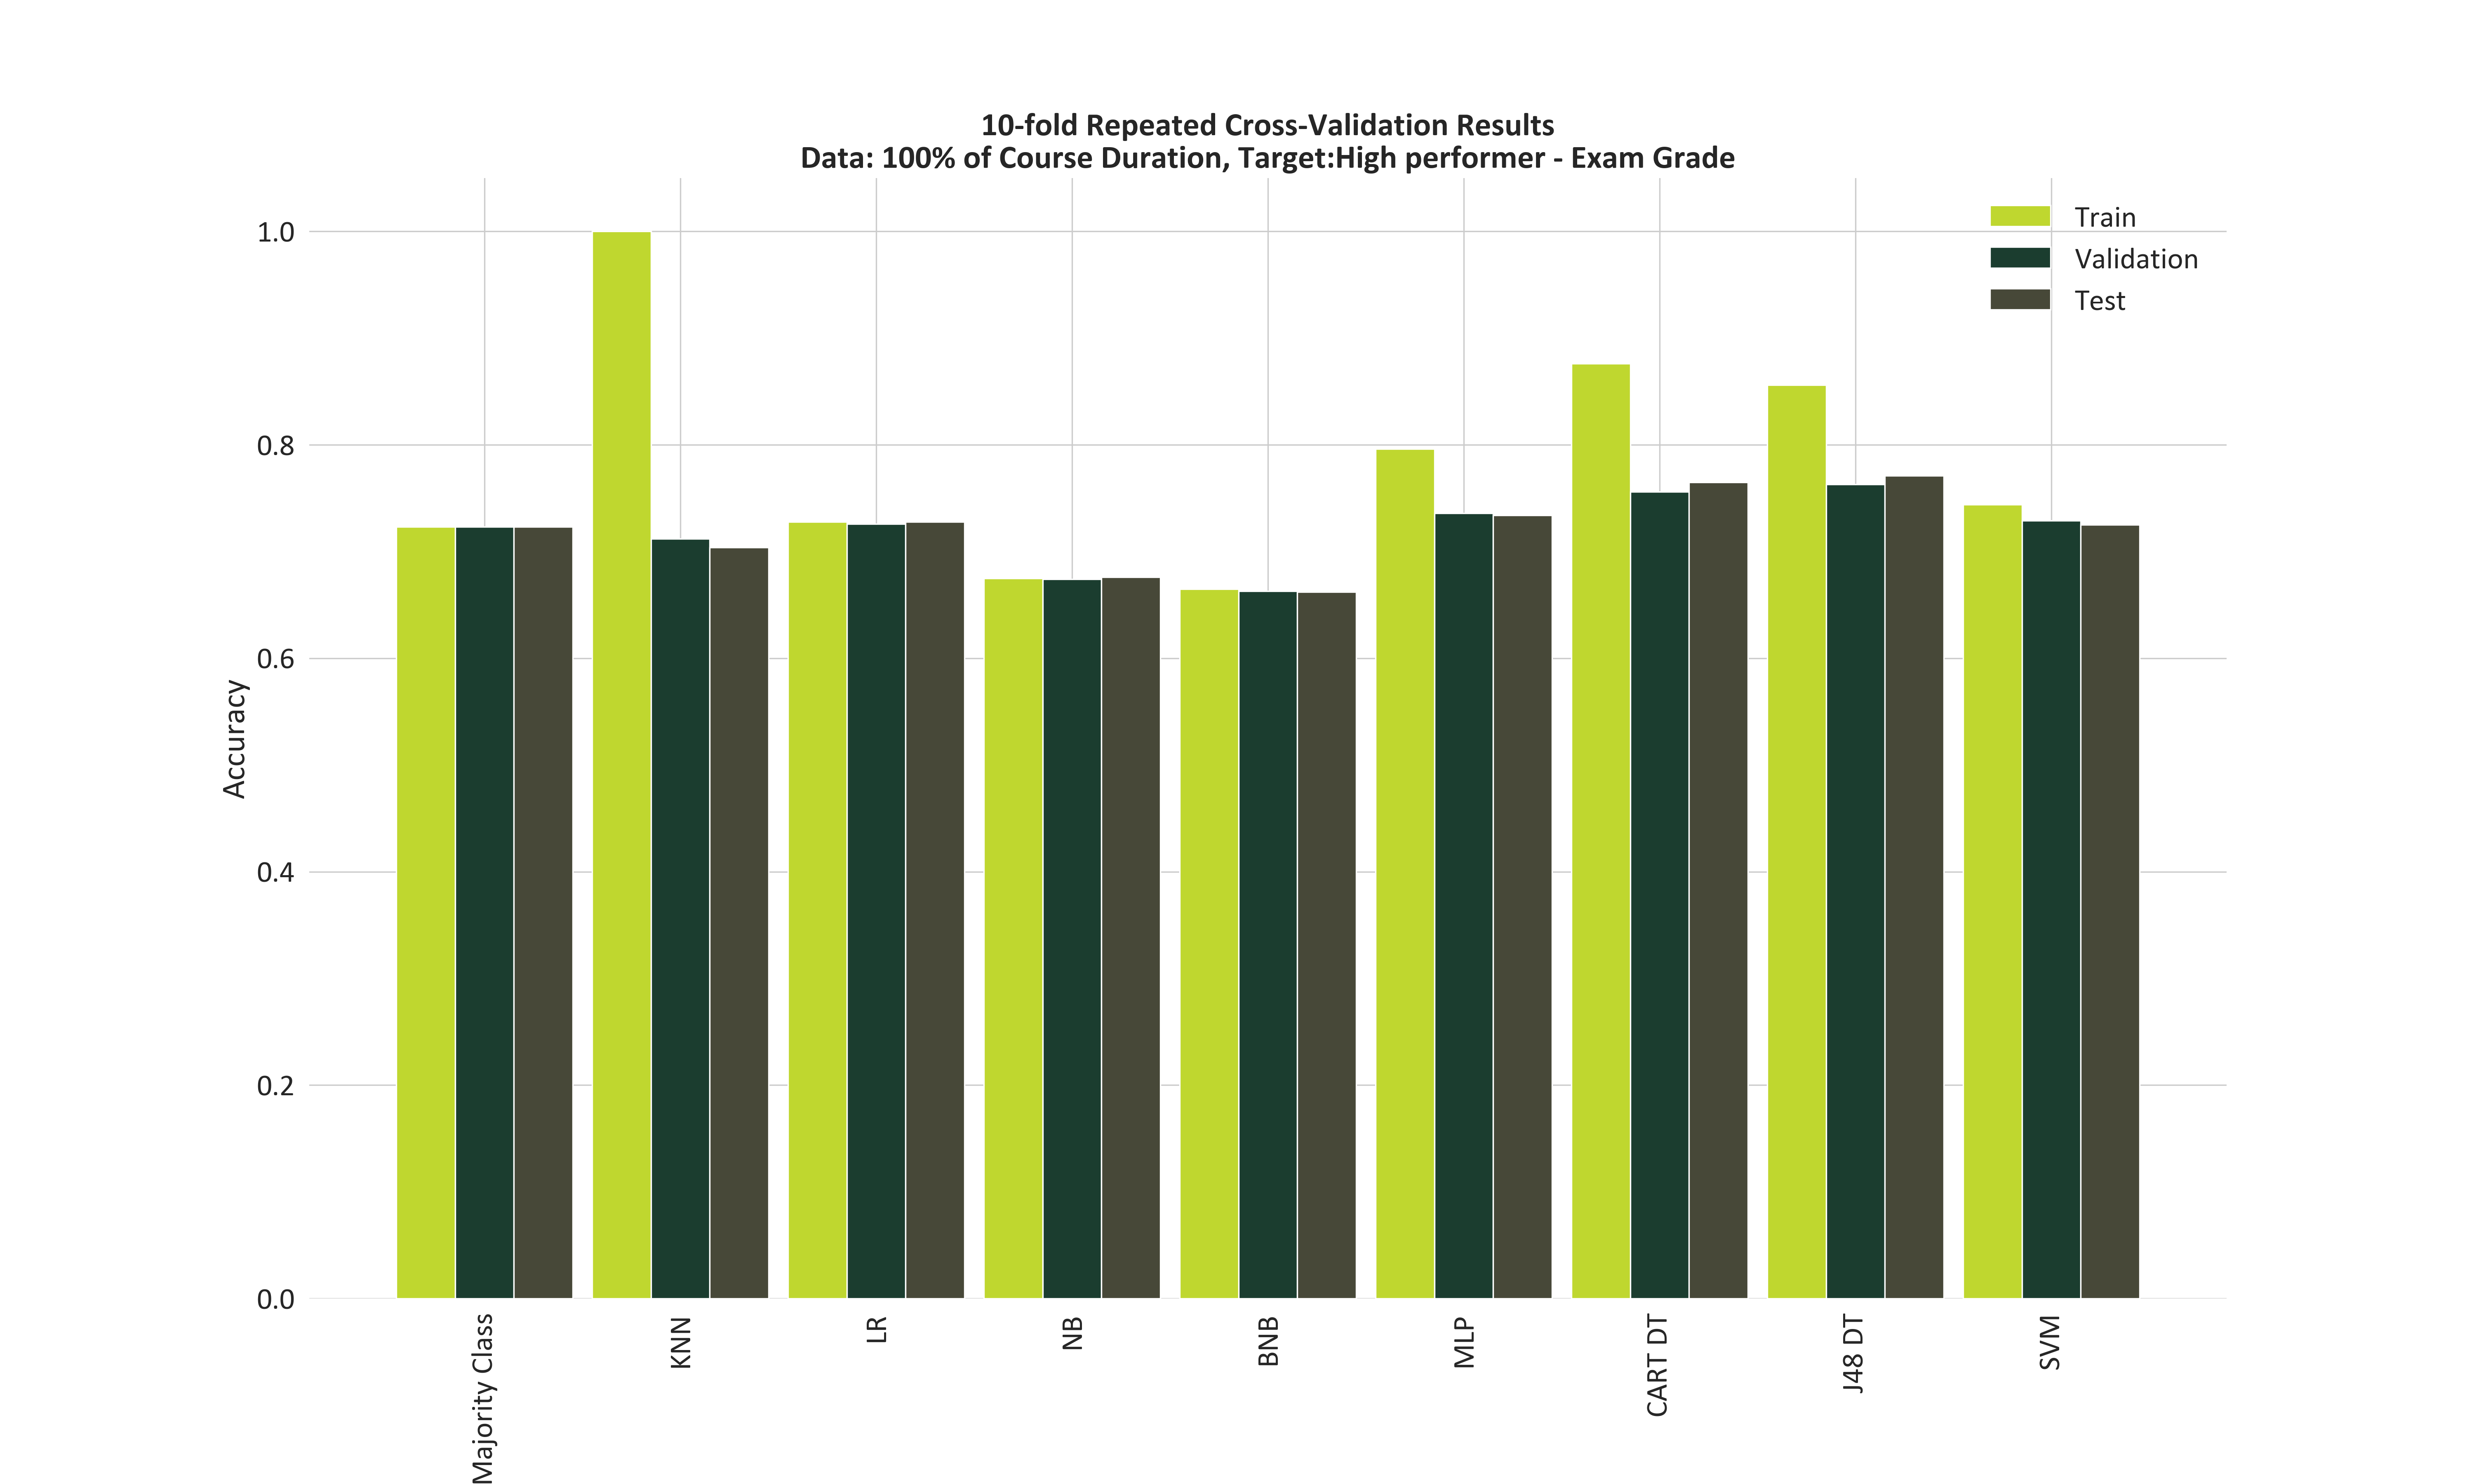 10-fold Repeated Cross-Validation Results
Data: 100% of Course Duration, Target:High performer - Exam Grade
Train
Validation
Test
1.0
0.8
0.6
0.4
0.2
0.0
Accuracy
Majority Class
KNN
LR
NB
BNB
MLP
CART DT
J48 DT
SVM